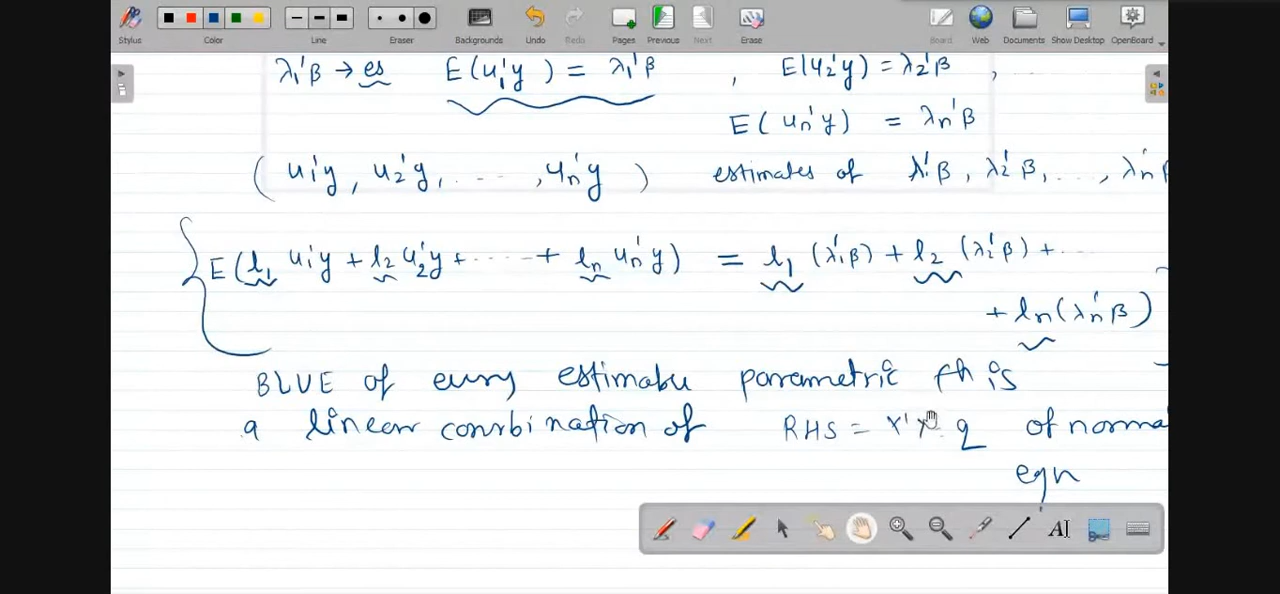 Stylus Color Line Eraser Backgrounds Undo Redo Pages Previous Next Erase Board Web Documents Show Desktop OpenBoard
λ₁'β → es E(u₁'y) = λ₁'β , E(u₂'y) = λ₂'β , ..
E(uₙ'y) = λₙ'β
(u₁'y, u₂'y, ....., uₙ'y) estimates of λ₁'β, λ₂'β, ..., λₙ'β
E(l₁ u₁'y + l₂ u₂'y + ..... + lₙ uₙ'y) = l₁(λ₁'β) + l₂(λ₂'β) + ....
+ lₙ(λₙ'β)
BLUE of every estimable parametric fn is
a linear combination of RHS = X'X q of norma
eqn
AI